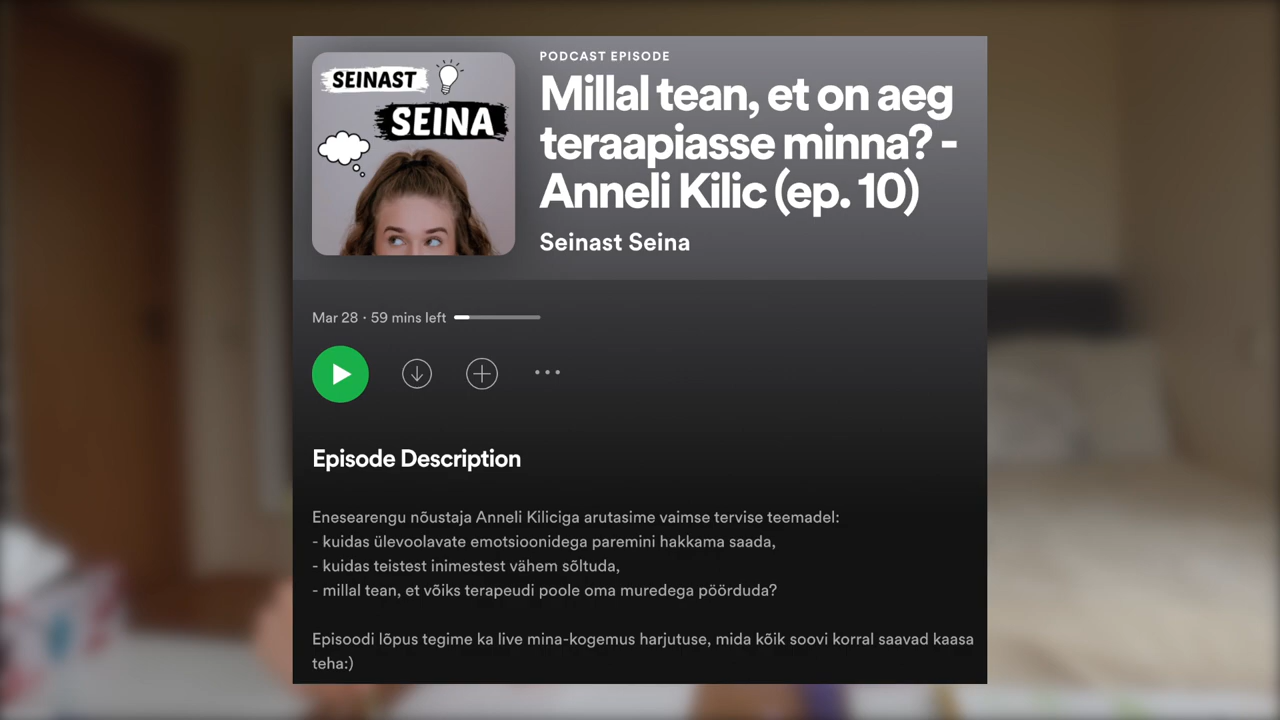 SEINAST
SEINA
PODCAST EPISODE
Millal tean, et on aeg
teraapiasse minna? -
Anneli Kilic (ep. 10)
Seinast Seina
Mar 28 · 59 mins left
Episode Description
Enesearengu nõustaja Anneli Kiliciga arutasime vaimse tervise teemadel:
- kuidas ülevoolavate emotsioonidega paremini hakkama saada,
- kuidas teistest inimestest vähem sõltuda,
- millal tean, et võiks terapeudi poole oma muredega pöörduda?
Episoodi lõpus tegime ka live mina-kogemus harjutuse, mida kõik soovi korral saavad kaasa
teha:)